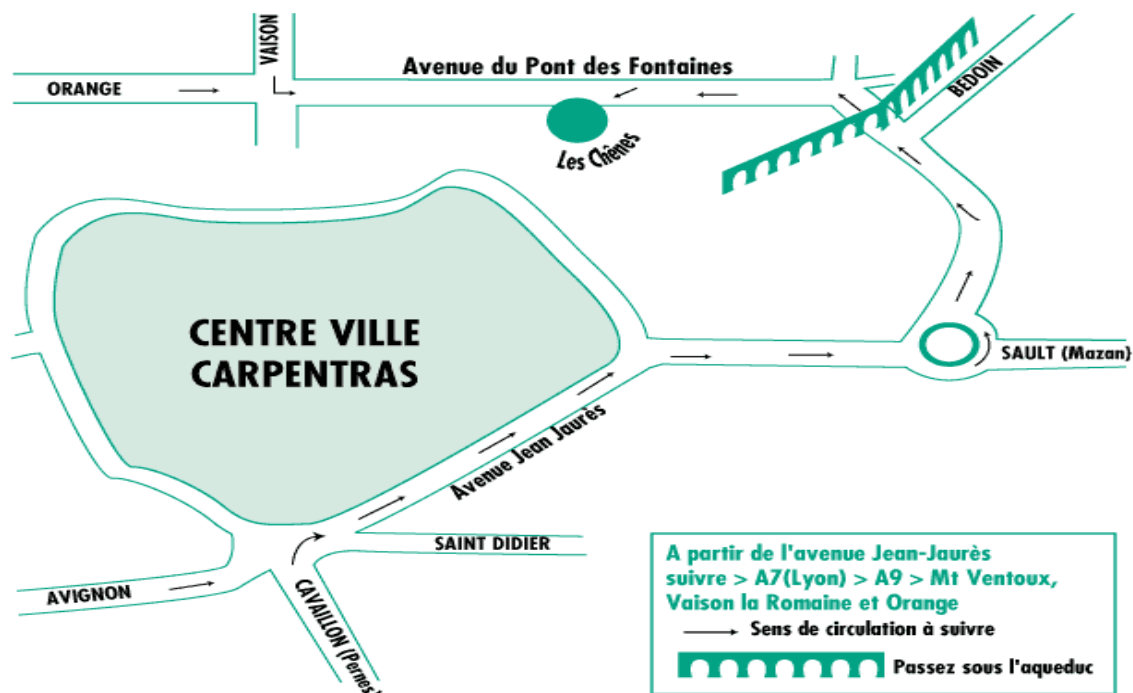 VAISON
Avenue du Pont des Fontaines
ORANGE
BEDOIN
Les Chênes
CENTRE VILLE
CARPENTRAS
SAULT (Mazan)
Avenue Jean Jaurès
SAINT DIDIER
AVIGNON
CAVAILLON (Pernes)
A partir de l'avenue Jean-Jaurès
suivre > A7(Lyon) > A9 > Mt Ventoux,
Vaison la Romaine et Orange
Sens de circulation à suivre
Passez sous l'aqueduc